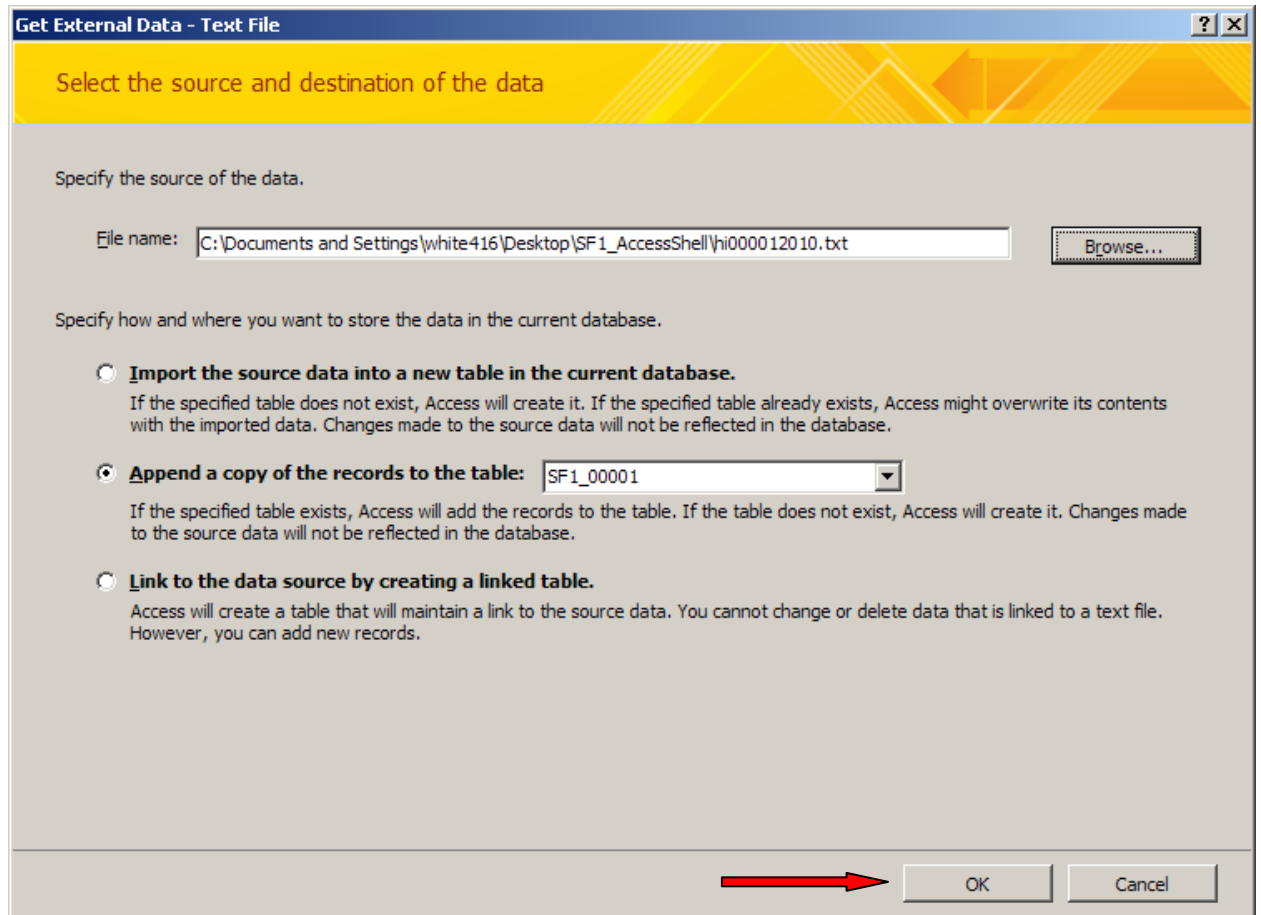 Get External Data - Text File
Select the source and destination of the data
Specify the source of the data.
File name: C:\Documents and Settings\white416\Desktop\SF1_AccessShell\hi000012010.txt Browse...
Specify how and where you want to store the data in the current database.
Import the source data into a new table in the current database.
If the specified table does not exist, Access will create it. If the specified table already exists, Access might overwrite its contents
with the imported data. Changes made to the source data will not be reflected in the database.
Append a copy of the records to the table: SF1_00001
If the specified table exists, Access will add the records to the table. If the table does not exist, Access will create it. Changes made
to the source data will not be reflected in the database.
Link to the data source by creating a linked table.
Access will create a table that will maintain a link to the source data. You cannot change or delete data that is linked to a text file.
However, you can add new records.
OK Cancel